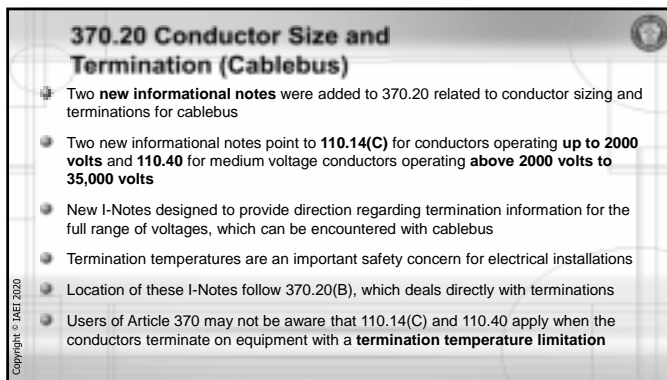 370.20 Conductor Size and
Termination (Cablebus)
Two new informational notes were added to 370.20 related to conductor sizing and
terminations for cablebus
Two new informational notes point to 110.14(C) for conductors operating up to 2000
volts and 110.40 for medium voltage conductors operating above 2000 volts to
35,000 volts
New I-Notes designed to provide direction regarding termination information for the
full range of voltages, which can be encountered with cablebus
Termination temperatures are an important safety concern for electrical installations
Location of these I-Notes follow 370.20(B), which deals directly with terminations
Users of Article 370 may not be aware that 110.14(C) and 110.40 apply when the
conductors terminate on equipment with a termination temperature limitation
Copyright © IAEI 2020